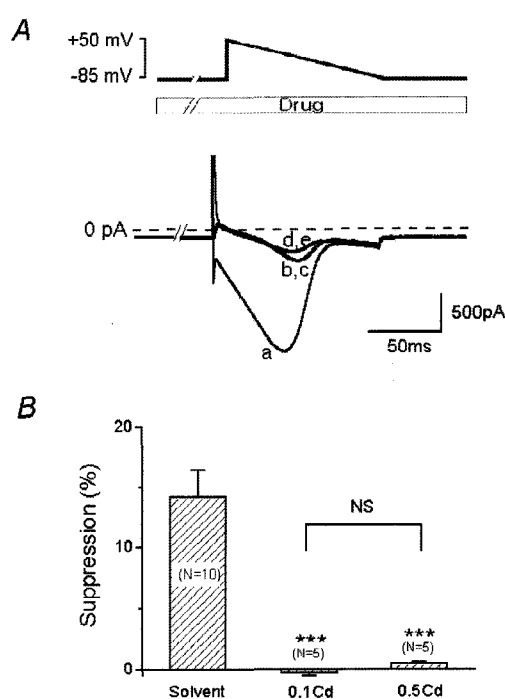 A
+50 mV
-85 mV
Drug
0 pA
d,e
b,c
a
500pA
50ms
B
Suppression (%)
20
10
0
NS
(N=10)
***
(N=5)
***
(N=5)
Solvent
0.1Cd
0.5Cd